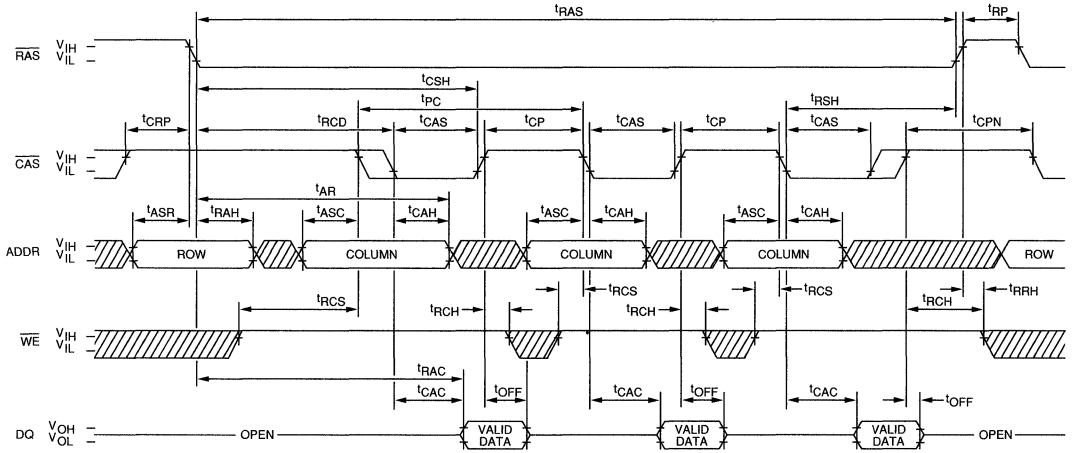 tRAS tRP
RAS VIH
VIL
tCSH
tPC tRSH
tCRP tRCD tCAS tCP tCAS tCP tCAS tCPN
CAS VIH
VIL
tAR
tASR tRAH tASC tCAH tASC tCAH tASC tCAH
ADDR VIH
VIL
ROW COLUMN COLUMN COLUMN ROW
tRCS tRCH tRCS tRCH tRCS tRCH tRRH
WE VIH
VIL
tRAC
tCAC tOFF tCAC tOFF tCAC tOFF
DQ VOH
VOL
OPEN VALID DATA VALID DATA VALID DATA OPEN